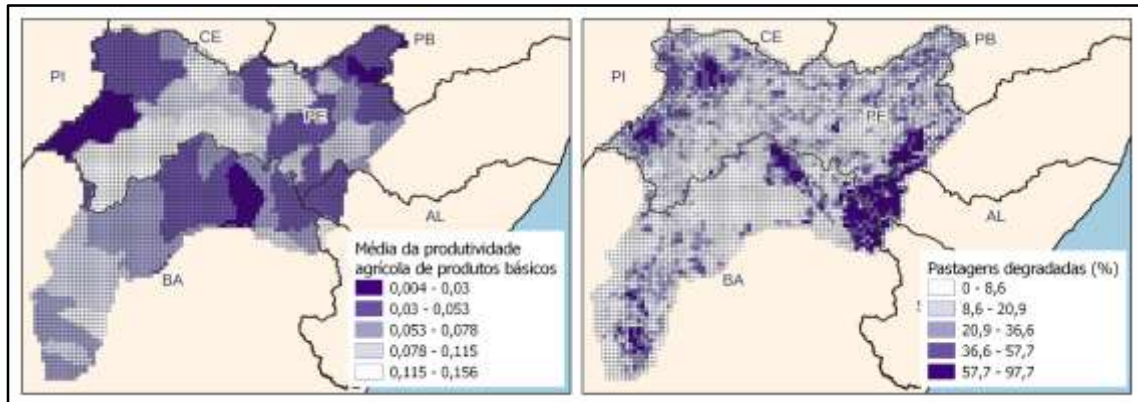 CE
PB
PI
PE
AL
BA
Média da produtividade
agrícola de produtos básicos
0,004 - 0,03
0,03 - 0,053
0,053 - 0,078
0,078 - 0,115
0,115 - 0,156
CE
PB
PI
PE
AL
BA
Pastagens degradadas (%)
0 - 8,6
8,6 - 20,9
20,9 - 36,6
36,6 - 57,7
57,7 - 97,7